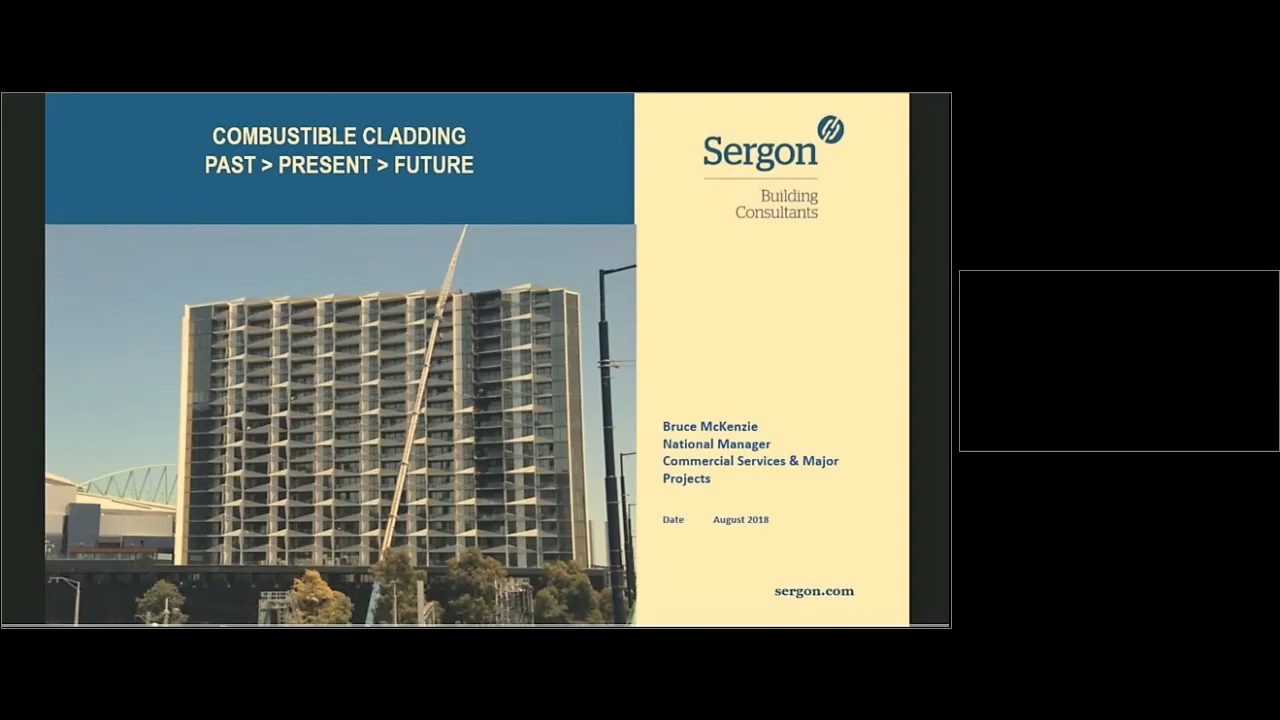 COMBUSTIBLE CLADDING
PAST > PRESENT > FUTURE
Sergon
Building
Consultants
Bruce McKenzie
National Manager
Commercial Services & Major
Projects
Date August 2018
sergon.com